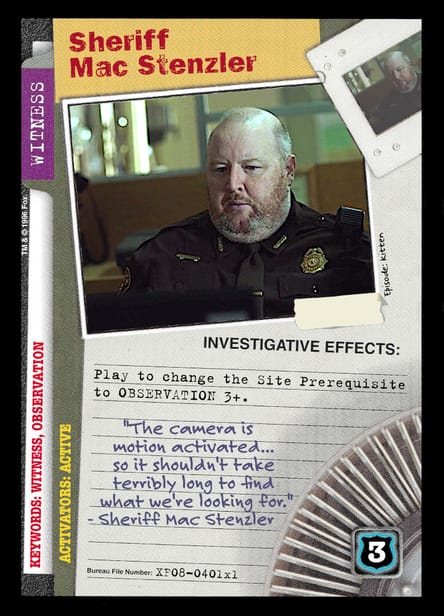 Sheriff
Mac Stenzler
WITNESS
TM & © 1996 Fox
Episode: Kitten
INVESTIGATIVE EFFECTS:
Play to change the Site Prerequisite
to OBSERVATION 3+.
"The camera is
motion activated...
so it shouldn't take
terribly long to find
what we're looking for."
- Sheriff Mac Stenzler
KEYWORDS: WITNESS, OBSERVATION
ACTIVATORS: ACTIVE
3
Bureau File Number: XF08-0401x1